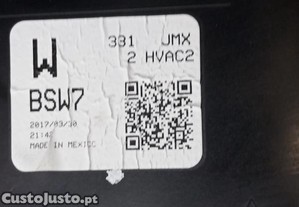 W
331 JMX
2 HVAC2
BSW7
2017/03/30
21:42
MADE IN MEXICO
CustoJusto.pt